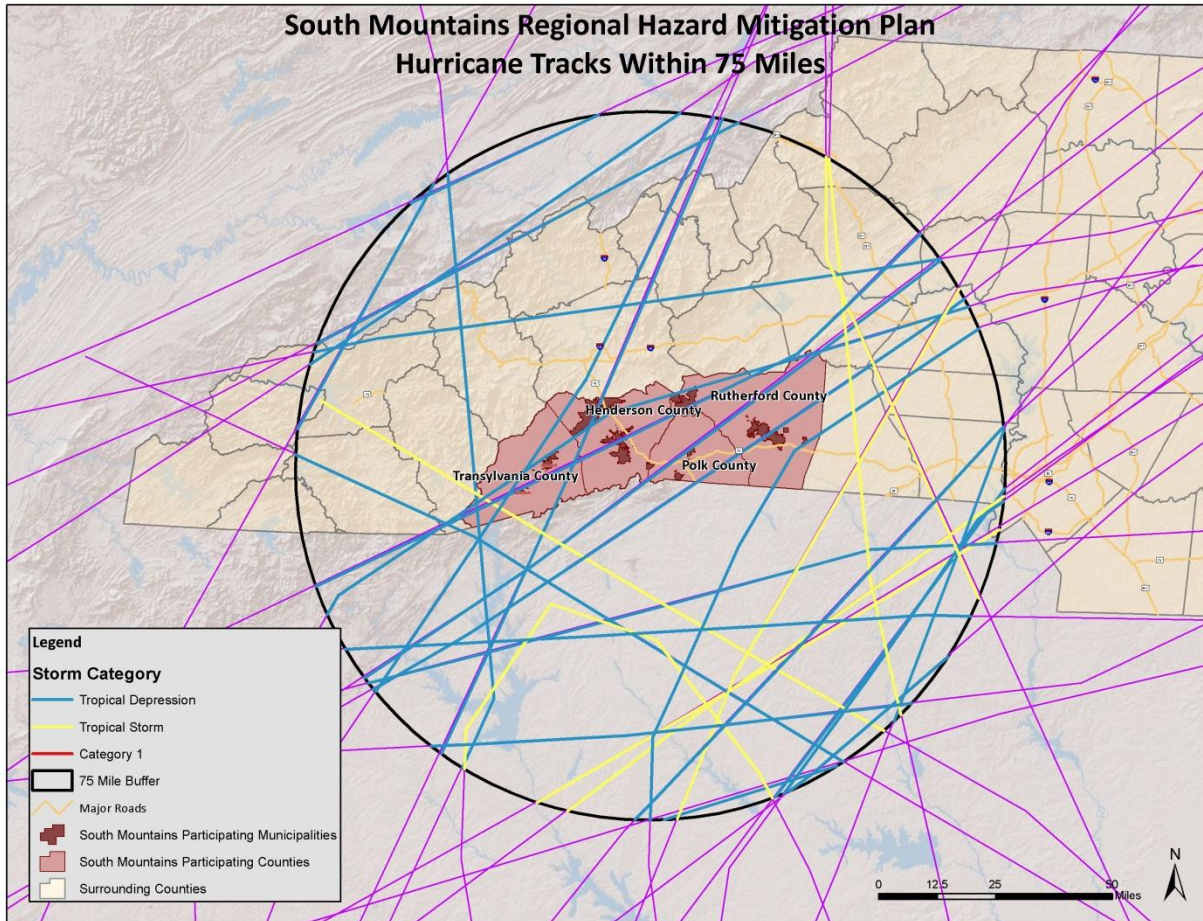 South Mountains Regional Hazard Mitigation Plan
Hurricane Tracks Within 75 Miles
Rutherford County
Henderson County
Polk County
Transylvania County
Legend
Storm Category
Tropical Depression
Tropical Storm
Category 1
75 Mile Buffer
Major Roads
South Mountains Participating Municipalities
South Mountains Participating Counties
Surrounding Counties
N
0 12.5 25 50
Miles